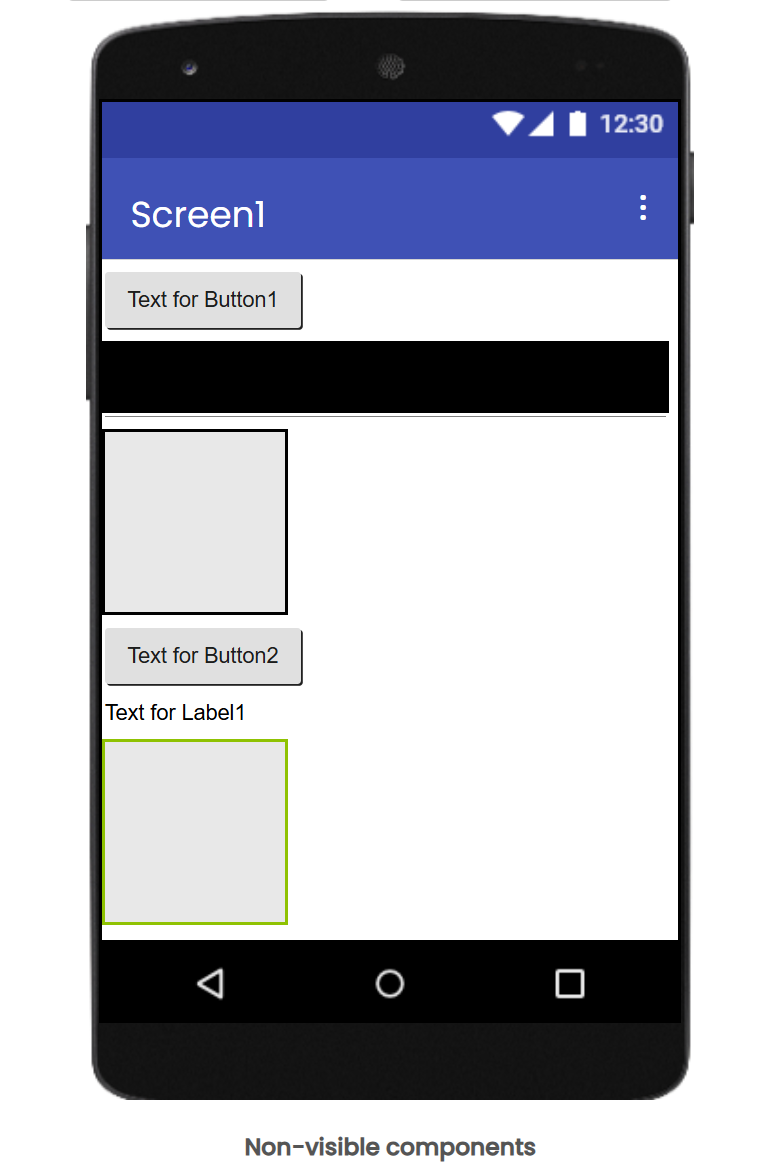 12:30
Screen1
Text for Button1
Text for Button2
Text for Label1
Non-visible components